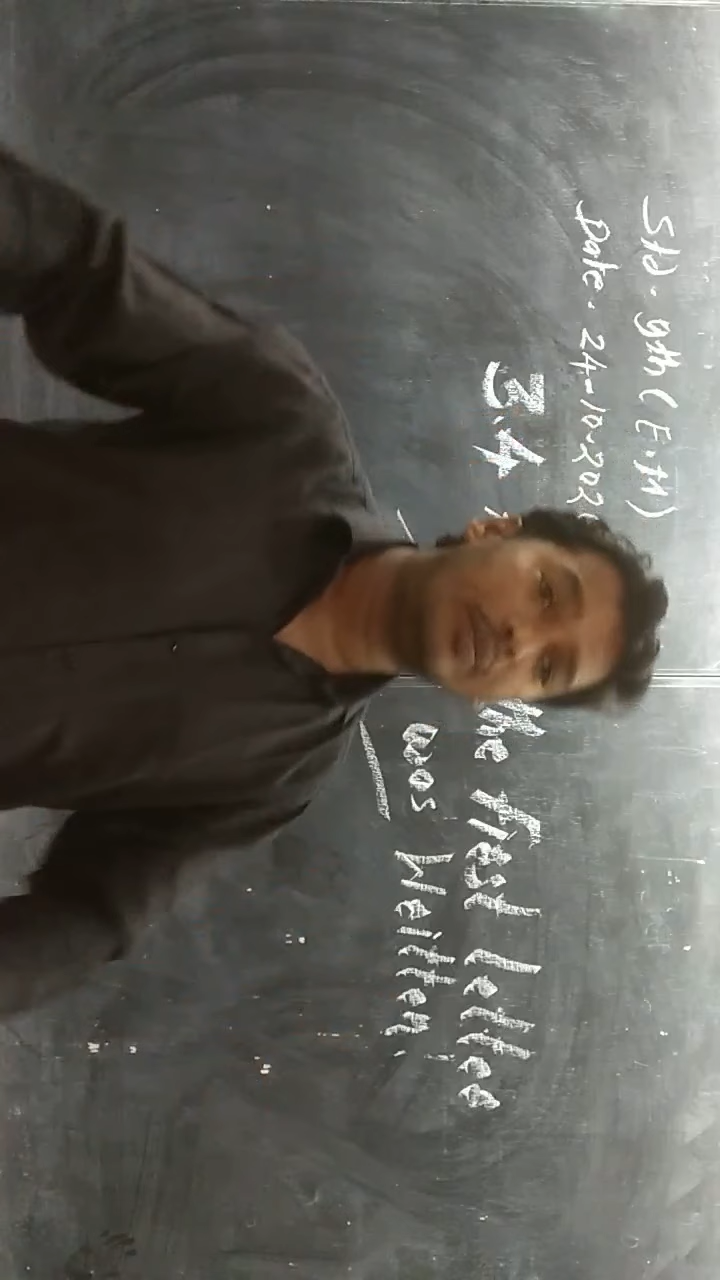 Std. 9th (E.M)
Date. 24-10-202
3.4 the first letter
was Written.